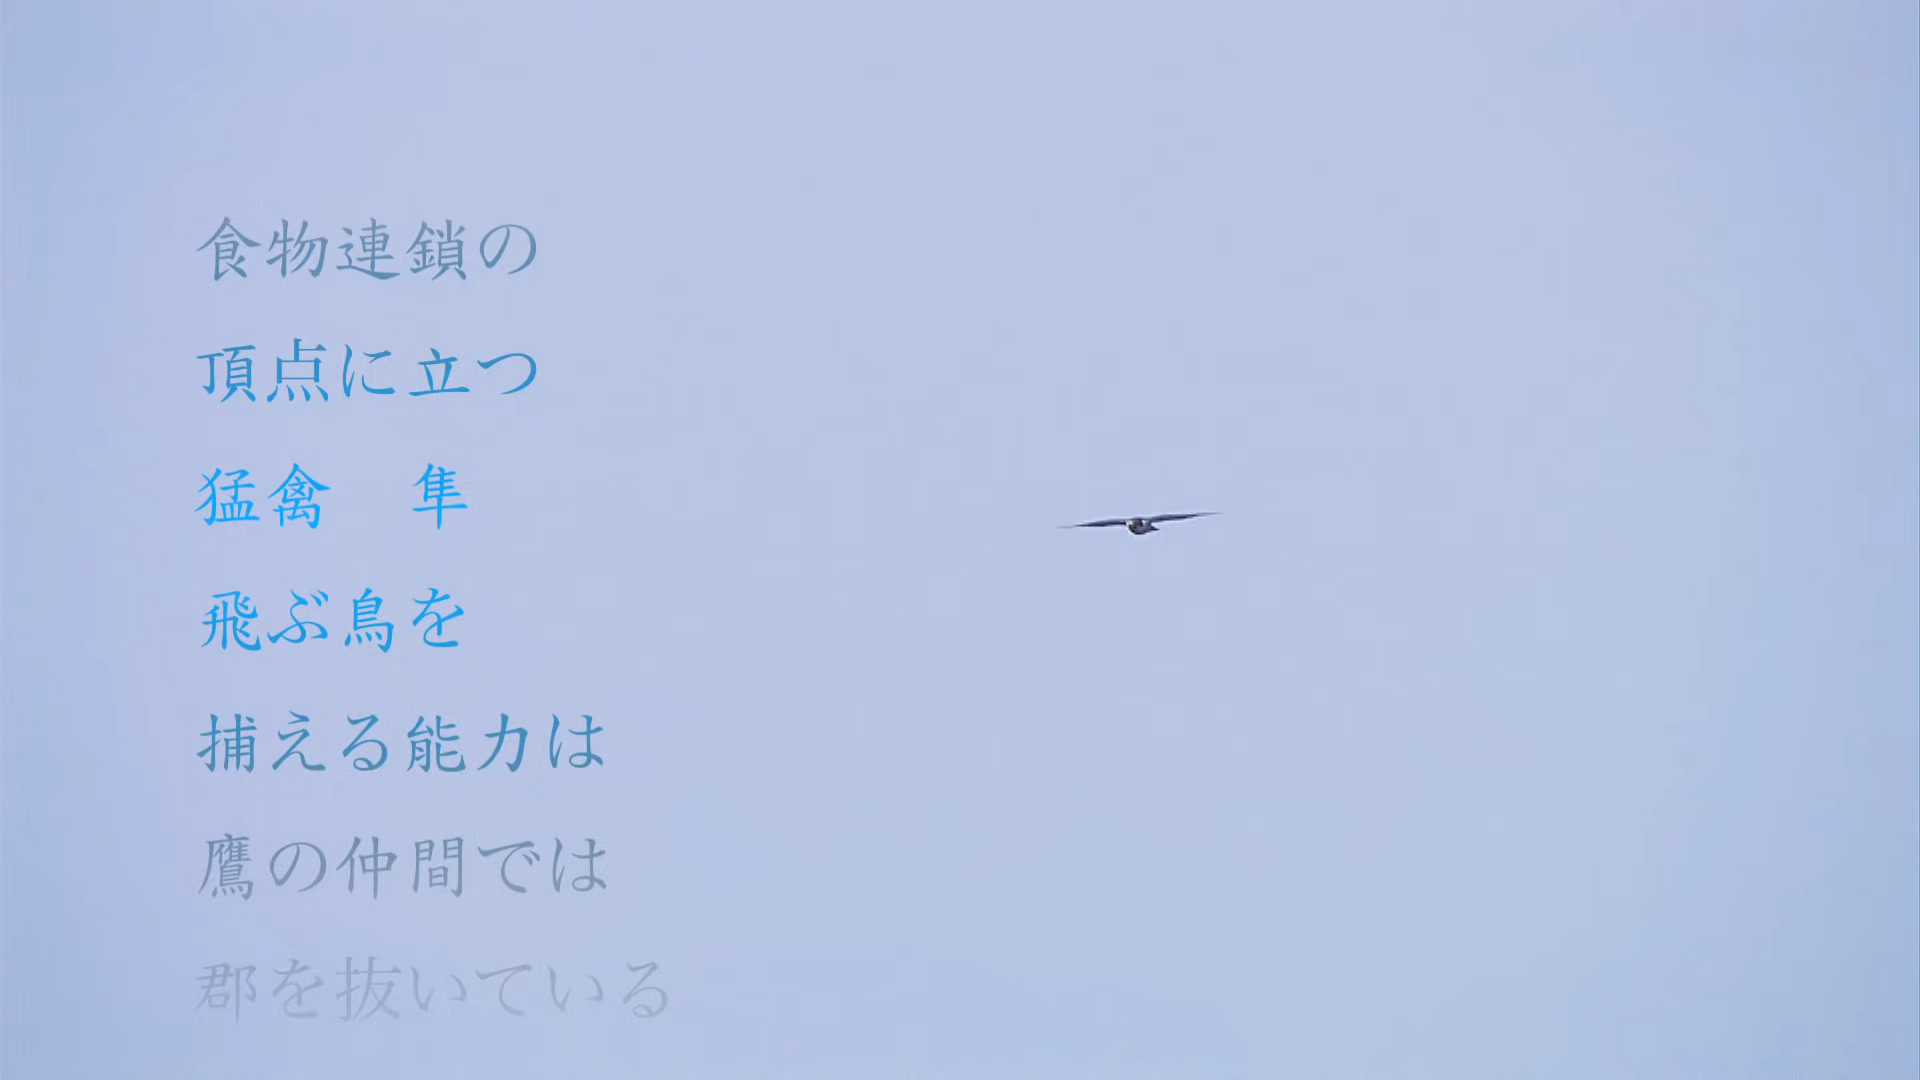 食物連鎖の
頂点に立つ
猛禽　隼
飛ぶ鳥を
捕える能力は
鷹の仲間では
郡を抜いている